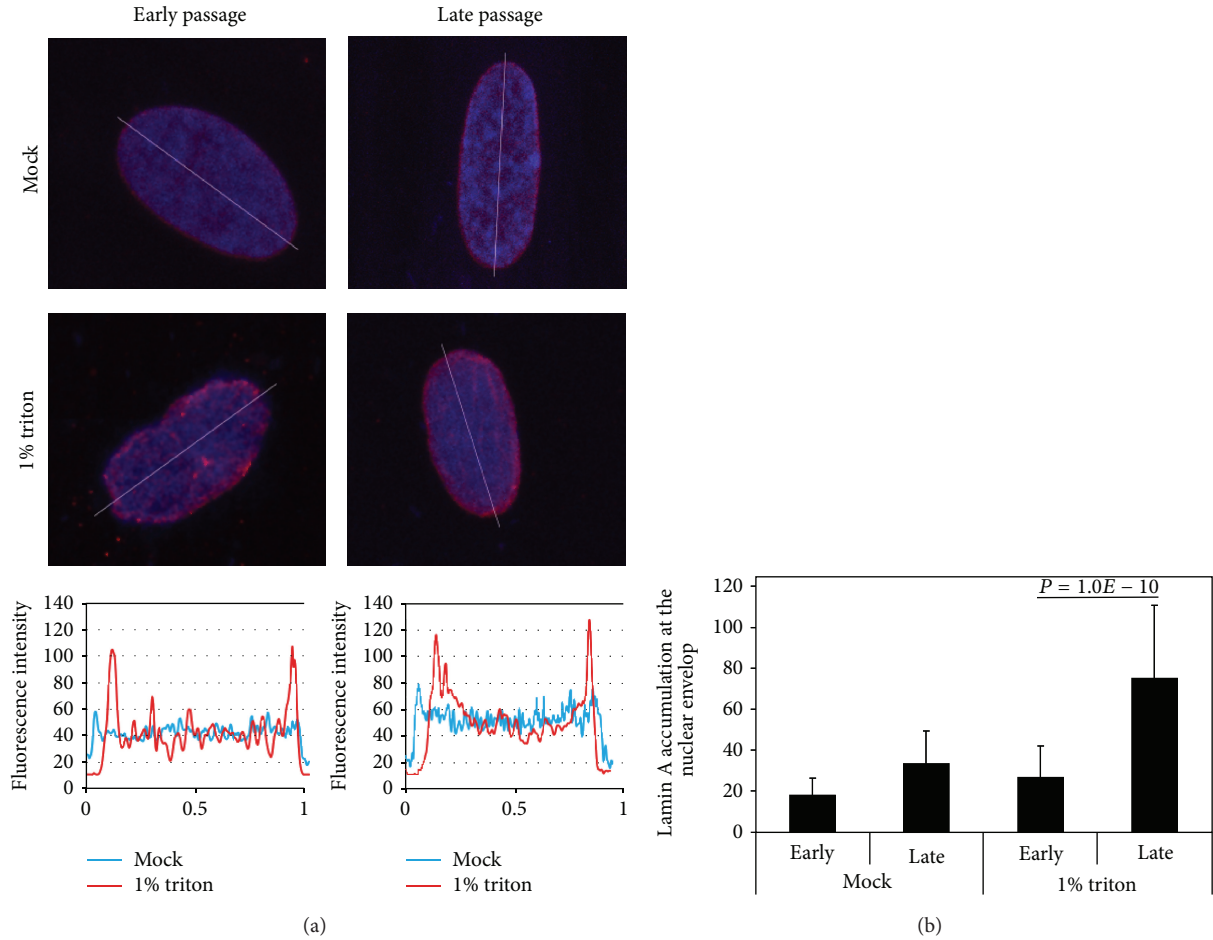 Early passage
Late passage
Mock
1% triton
Fluorescence intensity
140
120
100
80
60
40
20
0
0
0.5
1
Mock
1% triton
Fluorescence intensity
140
120
100
80
60
40
20
0
0
0.5
1
Mock
1% triton
(a)
Lamin A accumulation at the
nuclear envelop
120
100
80
60
40
20
0
P = 1.0E − 10
Early
Late
Early
Late
Mock
1% triton
(b)